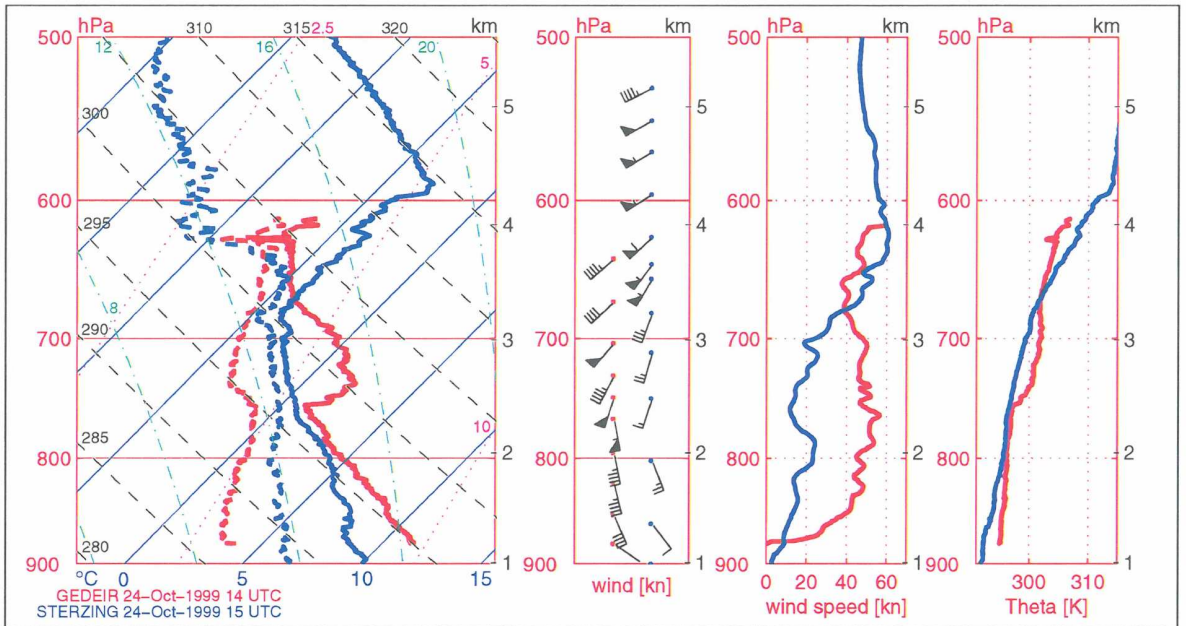 hPa 310 315 2.5 320 km
500 12 16 20
5
5
300
600
295
4
8
700 290 3
10
285
800 2
280
900 1
°C 0 5 10 15
GEDEIR 24-Oct-1999 14 UTC
STERZING 24-Oct-1999 15 UTC
hPa km
500
5
600
4
700 3
800 2
900 1
wind [kn]
hPa km
500
5
600
4
700 3
800 2
900 1
0 20 40 60
wind speed [kn]
hPa km
500
5
600
4
700 3
800 2
900 1
300 310
Theta [K]